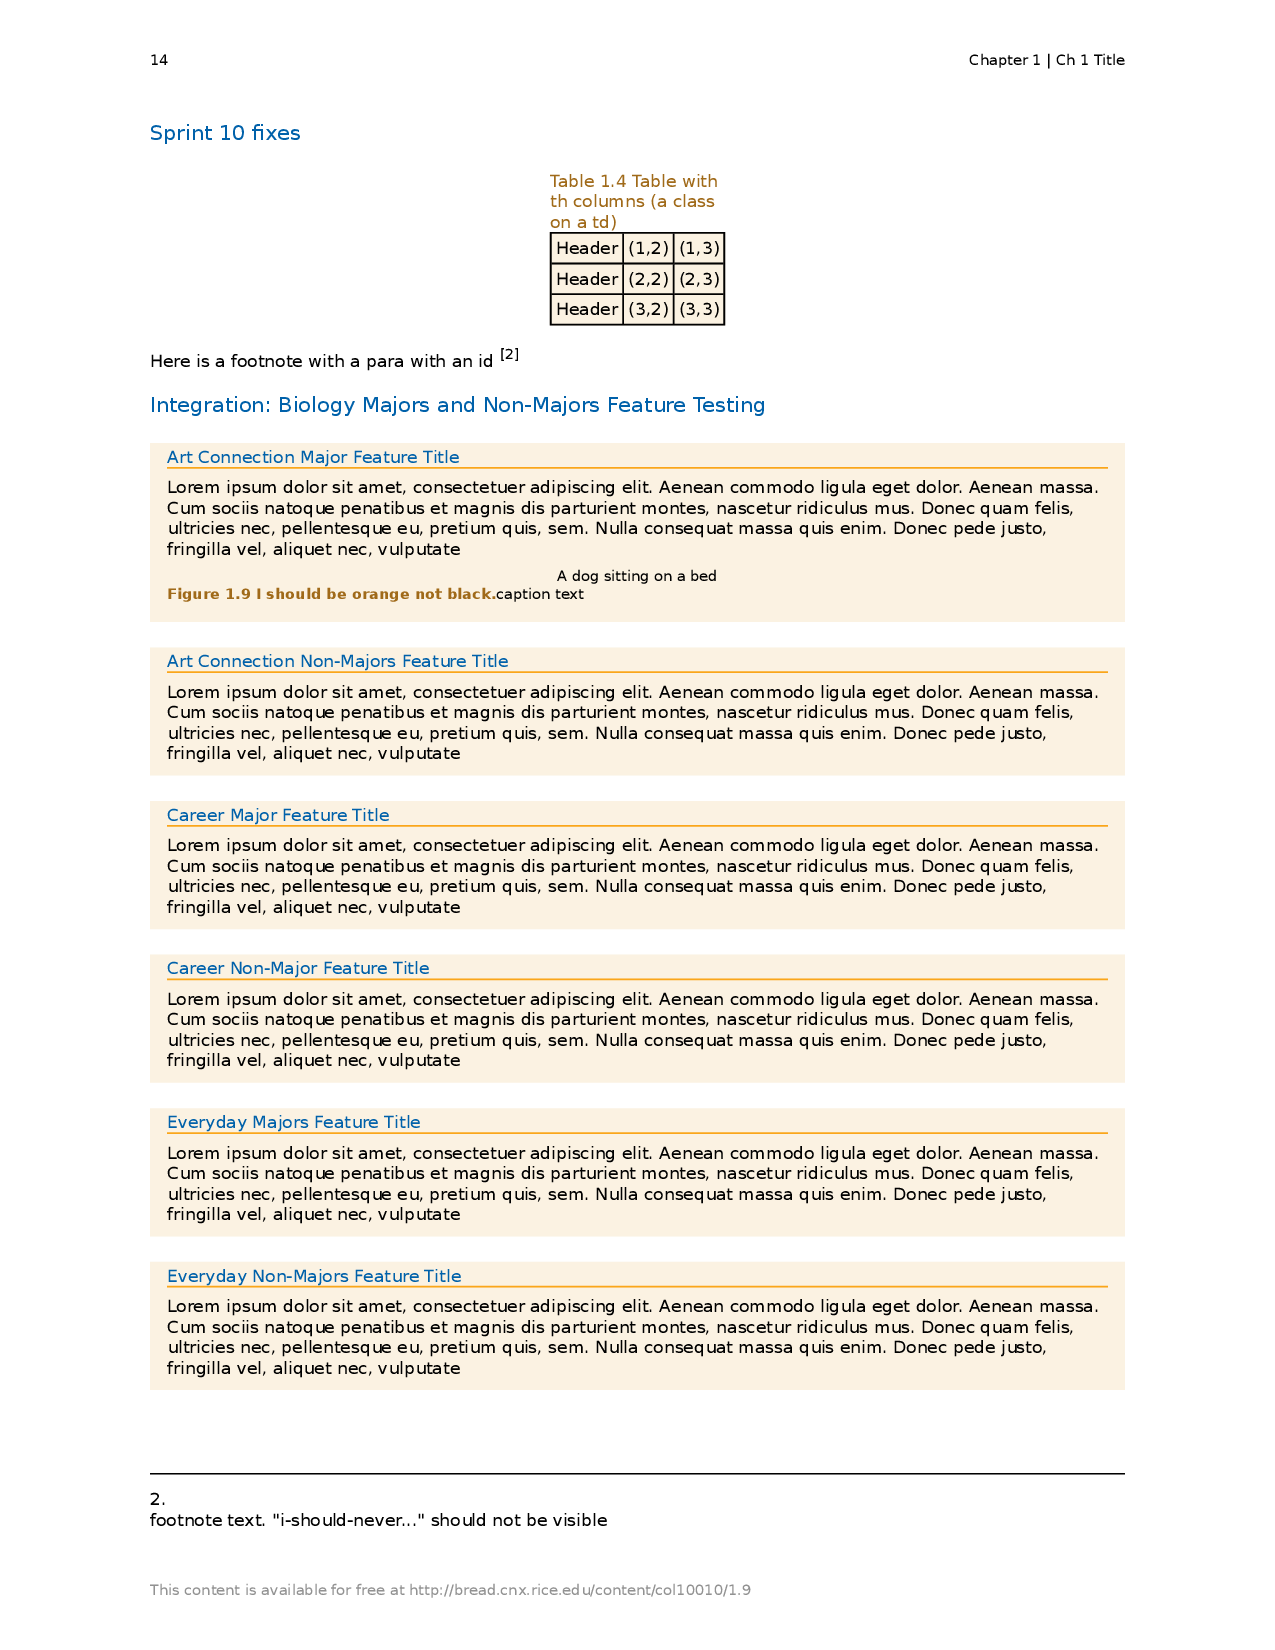 14
Chapter 1 | Ch 1 Title
Sprint 10 fixes
Table 1.4 Table with
th columns (a class
on a td)
Header (1,2) (1,3)
Header (2,2) (2,3)
Header (3,2) (3,3)
Here is a footnote with a para with an id [2]
Integration: Biology Majors and Non-Majors Feature Testing
Art Connection Major Feature Title
Lorem ipsum dolor sit amet, consectetuer adipiscing elit. Aenean commodo ligula eget dolor. Aenean massa.
Cum sociis natoque penatibus et magnis dis parturient montes, nascetur ridiculus mus. Donec quam felis,
ultricies nec, pellentesque eu, pretium quis, sem. Nulla consequat massa quis enim. Donec pede justo,
fringilla vel, aliquet nec, vulputate
A dog sitting on a bed
Figure 1.9 I should be orange not black.caption text
Art Connection Non-Majors Feature Title
Lorem ipsum dolor sit amet, consectetuer adipiscing elit. Aenean commodo ligula eget dolor. Aenean massa.
Cum sociis natoque penatibus et magnis dis parturient montes, nascetur ridiculus mus. Donec quam felis,
ultricies nec, pellentesque eu, pretium quis, sem. Nulla consequat massa quis enim. Donec pede justo,
fringilla vel, aliquet nec, vulputate
Career Major Feature Title
Lorem ipsum dolor sit amet, consectetuer adipiscing elit. Aenean commodo ligula eget dolor. Aenean massa.
Cum sociis natoque penatibus et magnis dis parturient montes, nascetur ridiculus mus. Donec quam felis,
ultricies nec, pellentesque eu, pretium quis, sem. Nulla consequat massa quis enim. Donec pede justo,
fringilla vel, aliquet nec, vulputate
Career Non-Major Feature Title
Lorem ipsum dolor sit amet, consectetuer adipiscing elit. Aenean commodo ligula eget dolor. Aenean massa.
Cum sociis natoque penatibus et magnis dis parturient montes, nascetur ridiculus mus. Donec quam felis,
ultricies nec, pellentesque eu, pretium quis, sem. Nulla consequat massa quis enim. Donec pede justo,
fringilla vel, aliquet nec, vulputate
Everyday Majors Feature Title
Lorem ipsum dolor sit amet, consectetuer adipiscing elit. Aenean commodo ligula eget dolor. Aenean massa.
Cum sociis natoque penatibus et magnis dis parturient montes, nascetur ridiculus mus. Donec quam felis,
ultricies nec, pellentesque eu, pretium quis, sem. Nulla consequat massa quis enim. Donec pede justo,
fringilla vel, aliquet nec, vulputate
Everyday Non-Majors Feature Title
Lorem ipsum dolor sit amet, consectetuer adipiscing elit. Aenean commodo ligula eget dolor. Aenean massa.
Cum sociis natoque penatibus et magnis dis parturient montes, nascetur ridiculus mus. Donec quam felis,
ultricies nec, pellentesque eu, pretium quis, sem. Nulla consequat massa quis enim. Donec pede justo,
fringilla vel, aliquet nec, vulputate
2.
footnote text. "i-should-never..." should not be visible
This content is available for free at http://bread.cnx.rice.edu/content/col10010/1.9